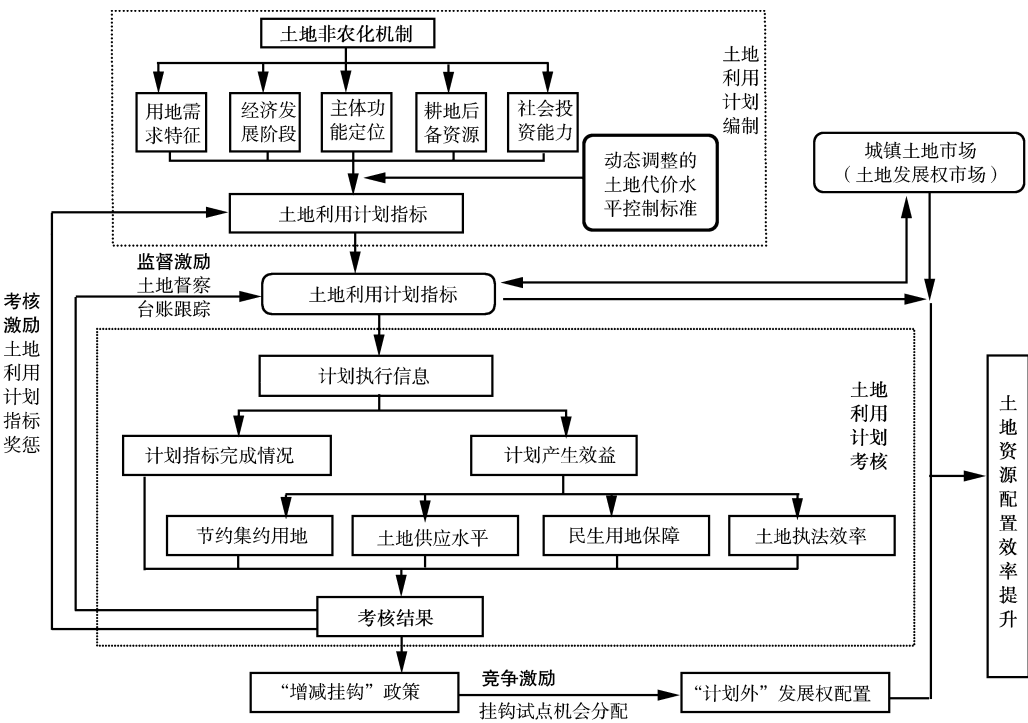 土地非农化机制
土地
利用
计划
编制
用地需
求特征
经济发
展阶段
主体功
能定位
耕地后
备资源
社会投
资能力
动态调整的
土地代价水
平控制标准
城镇土地市场
（土地发展权市场）
土地利用计划指标
监督激励
土地督察
台账跟踪
土地利用计划指标
考核
激励
土地
利用
计划
指标
奖惩
计划执行信息
土地
利用
计划
考核
计划指标完成情况
计划产生效益
节约集约用地
土地供应水平
民生用地保障
土地执法效率
考核结果
土
地
资
源
配
置
效
率
提
升
“增减挂钩”政策
竞争激励
挂钩试点机会分配
“计划外”发展权配置